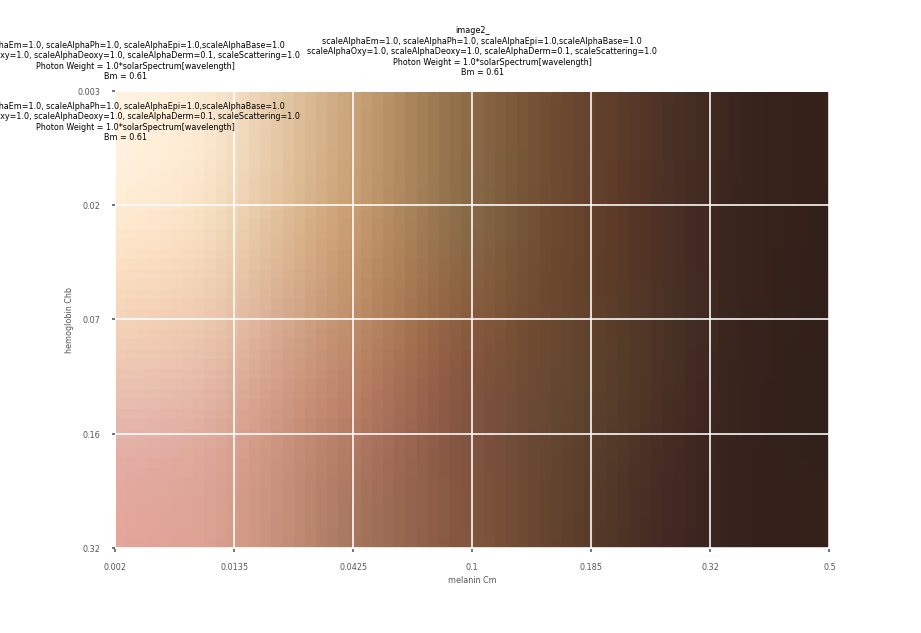 image2_
scaleAlphaEm=1.0, scaleAlphaPh=1.0, scaleAlphaEpi=1.0,scaleAlphaBase=1.0
scaleAlphaOxy=1.0, scaleAlphaDeoxy=1.0, scaleAlphaDerm=0.1, scaleScattering=1.0
Photon Weight = 1.0*solarSpectrum[wavelength]
Bm = 0.61
haEm=1.0, scaleAlphaPh=1.0, scaleAlphaEpi=1.0,scaleAlphaBase=1.0
xy=1.0, scaleAlphaDeoxy=1.0, scaleAlphaDerm=0.1, scaleScattering=1.0
Photon Weight = 1.0*solarSpectrum[wavelength]
Bm = 0.61
haEm=1.0, scaleAlphaPh=1.0, scaleAlphaEpi=1.0,scaleAlphaBase=1.0
xy=1.0, scaleAlphaDeoxy=1.0, scaleAlphaDerm=0.1, scaleScattering=1.0
Photon Weight = 1.0*solarSpectrum[wavelength]
Bm = 0.61
0.003
0.02
0.07
0.16
0.32
hemoglobin Chb
0.002
0.0135
0.0425
0.1
0.185
0.32
0.5
melanin Cm